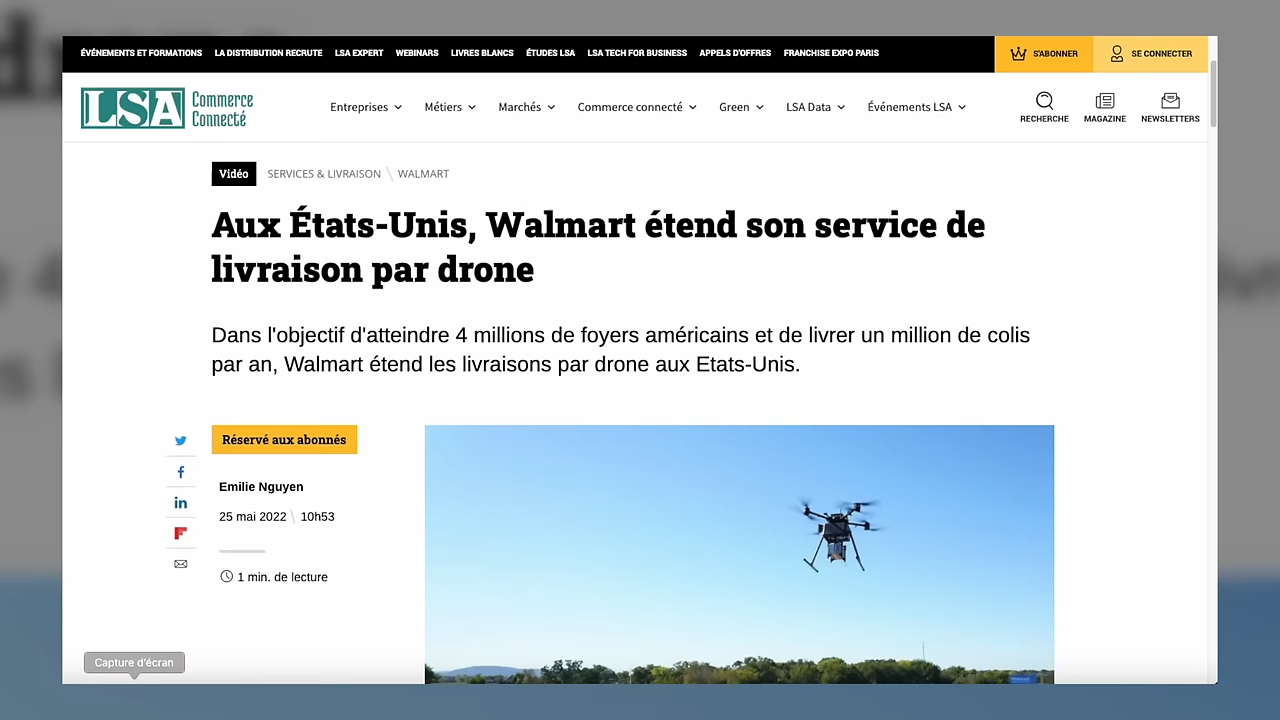 ÉVÉNEMENTS ET FORMATIONS LA DISTRIBUTION RECRUTE LSA EXPERT WEBINARS LIVRES BLANCS ÉTUDES LSA LSA TECH FOR BUSINESS APPELS D'OFFRES FRANCHISE EXPO PARIS S'ABONNER SE CONNECTER
LSA Commerce Connecté
Entreprises Métiers Marchés Commerce connecté Green LSA Data Événements LSA
RECHERCHE MAGAZINE NEWSLETTERS
Vidéo SERVICES & LIVRAISON \ WALMART
Aux États-Unis, Walmart étend son service de
livraison par drone
Dans l'objectif d'atteindre 4 millions de foyers américains et de livrer un million de colis
par an, Walmart étend les livraisons par drone aux Etats-Unis.
Réservé aux abonnés
Emilie Nguyen
25 mai 2022 \ 10h53
1 min. de lecture
Capture d'écran